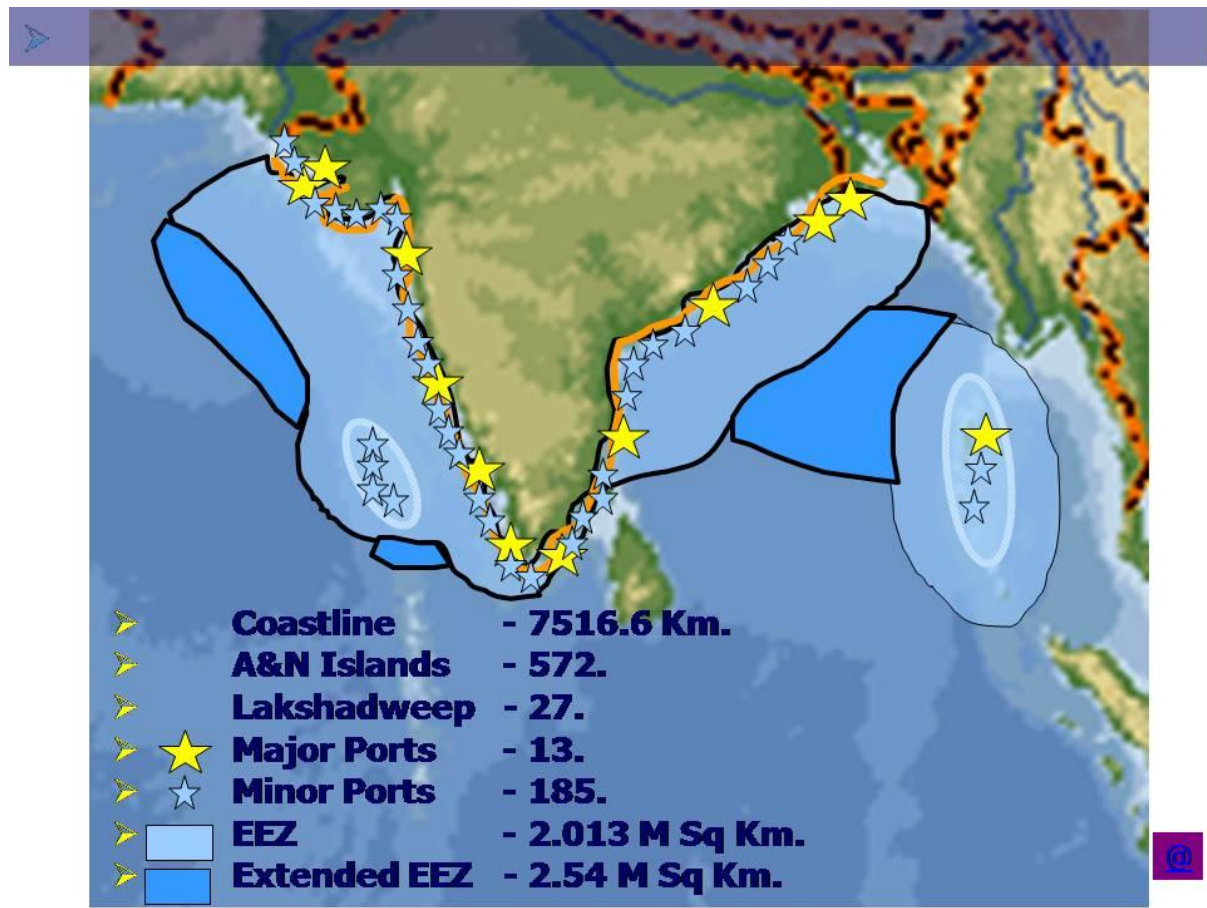 Coastline - 7516.6 Km.
A&N Islands - 572.
Lakshadweep - 27.
Major Ports - 13.
Minor Ports - 185.
EEZ - 2.013 M Sq Km.
Extended EEZ - 2.54 M Sq Km.
@